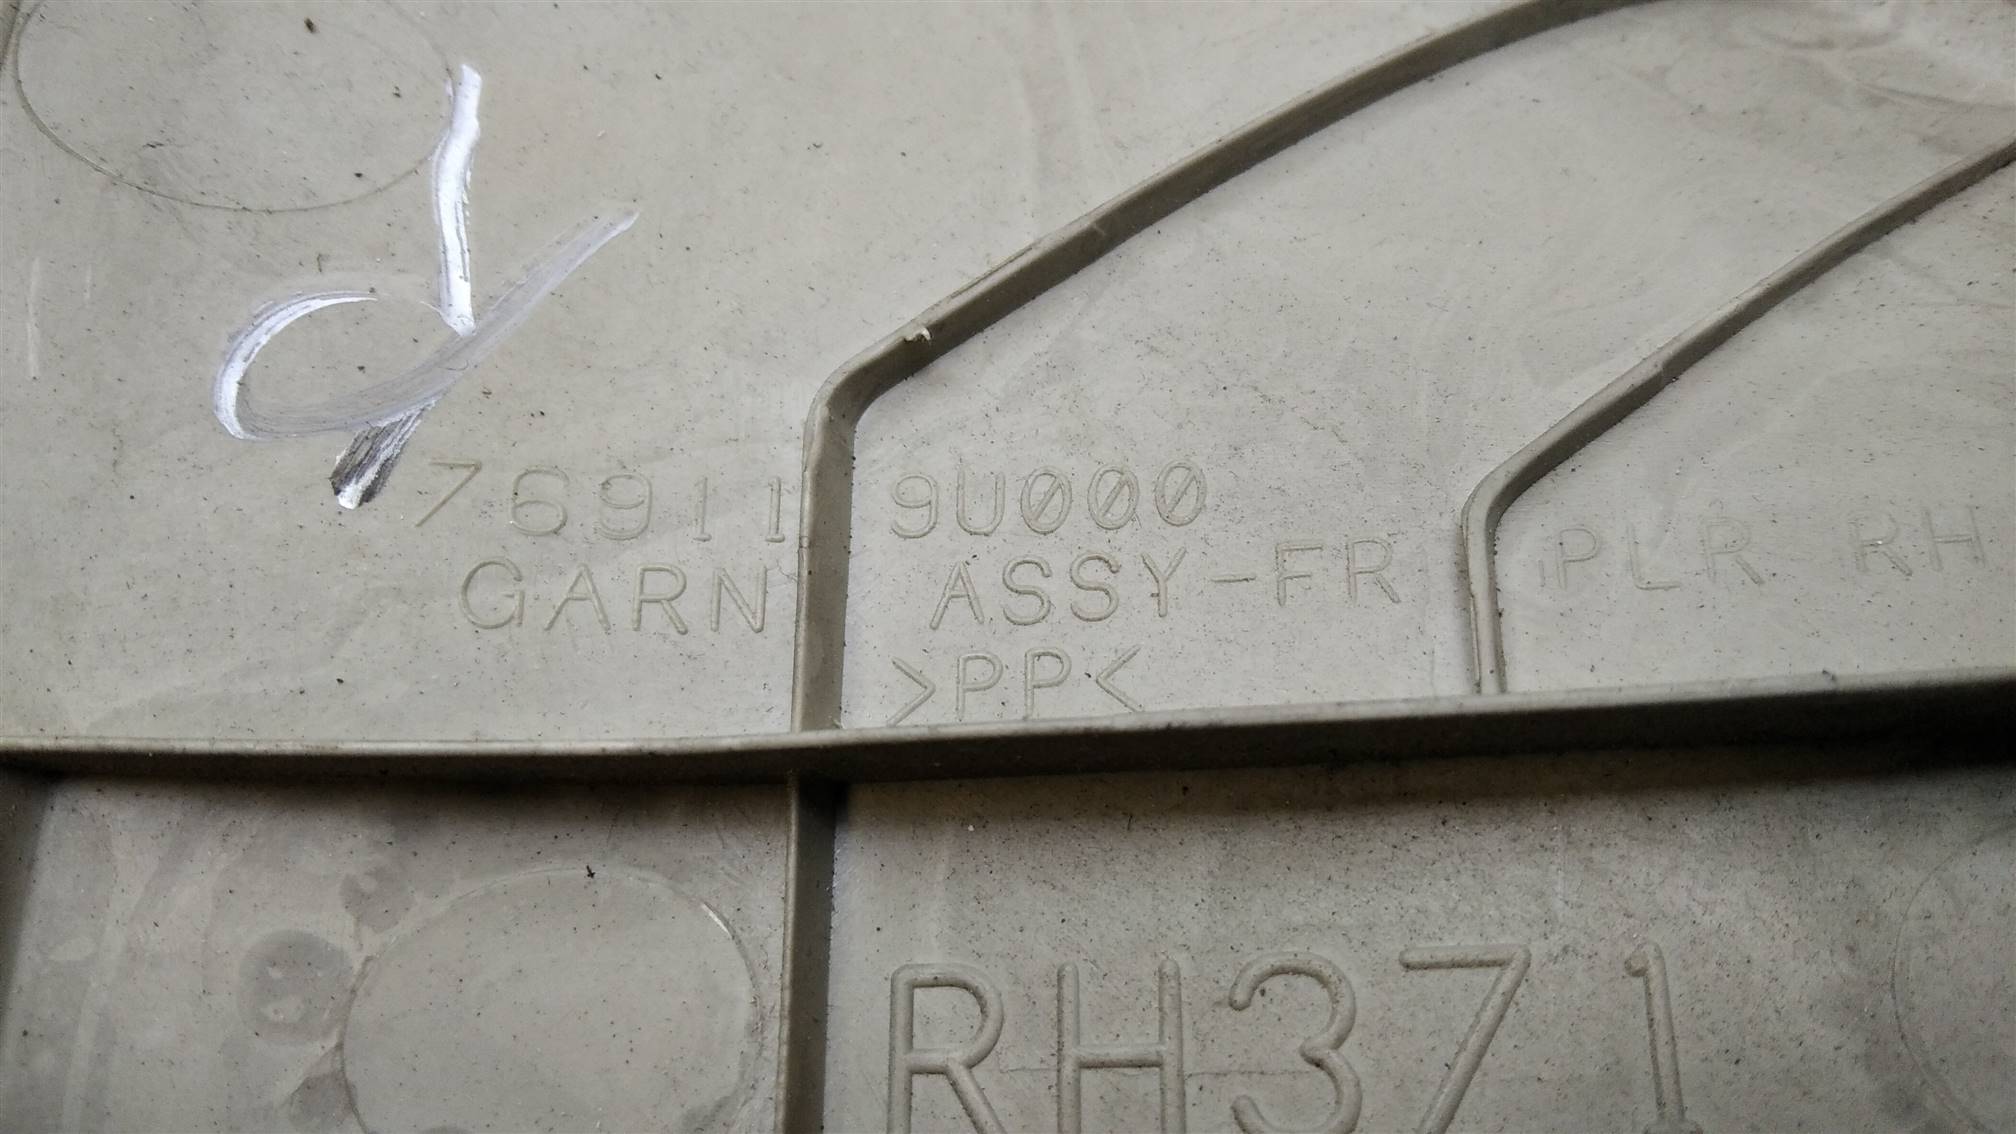 76911 9U000
GARN ASSY-FR PLR RH
>PP<
RH371